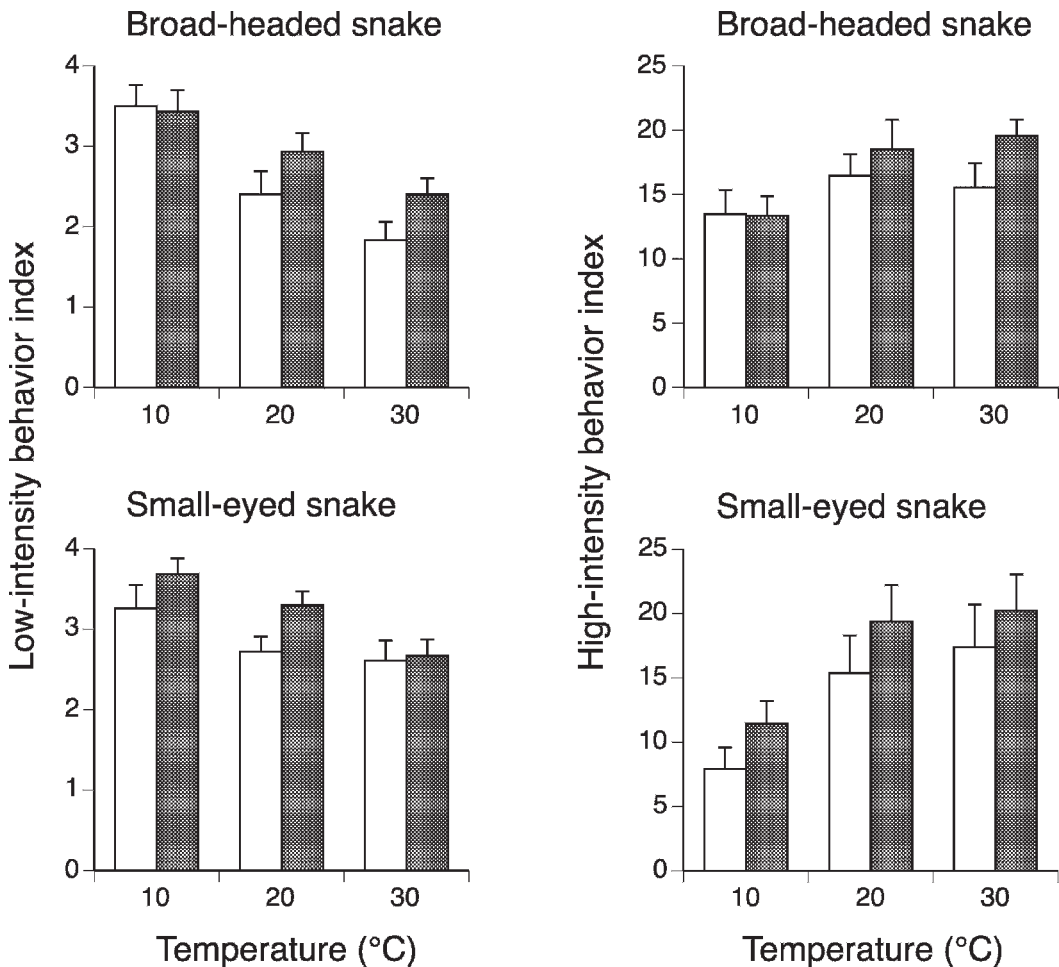 Broad-headed snake
4
3
2
1
0
10 20 30
Small-eyed snake
4
3
2
1
0
10 20 30
Temperature (°C)
Low-intensity behavior index
Broad-headed snake
25
20
15
10
5
0
10 20 30
Small-eyed snake
25
20
15
10
5
0
10 20 30
Temperature (°C)
High-intensity behavior index